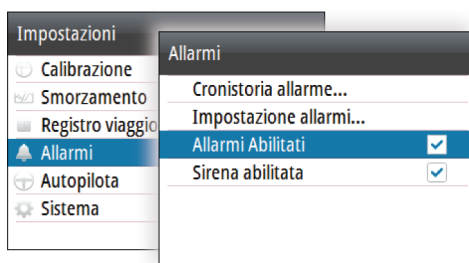 Impostazioni
Calibrazione
Smorzamento
Registro viaggio
Allarmi
Autopilota
Sistema
Allarmi
Cronistoria allarme...
Impostazione allarmi...
Allarmi Abilitati
Sirena abilitata